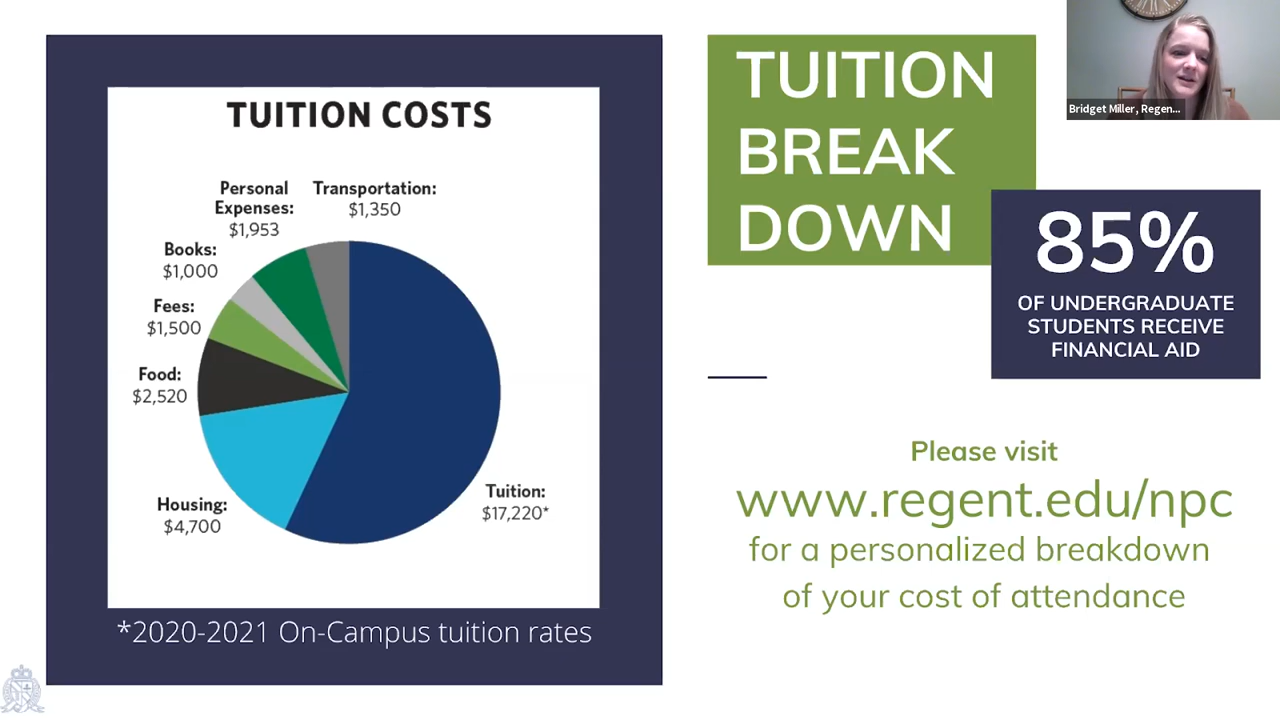 TUITION COSTS
Personal
Expenses:
$1,953
Transportation:
$1,350
Books:
$1,000
Fees:
$1,500
Food:
$2,520
Housing:
$4,700
Tuition:
$17,220*
*2020-2021 On-Campus tuition rates
TUITION
BREAK
DOWN
85%
OF UNDERGRADUATE
STUDENTS RECEIVE
FINANCIAL AID
Please visit
www.regent.edu/npc
for a personalized breakdown
of your cost of attendance
Bridget Miller, Regen...